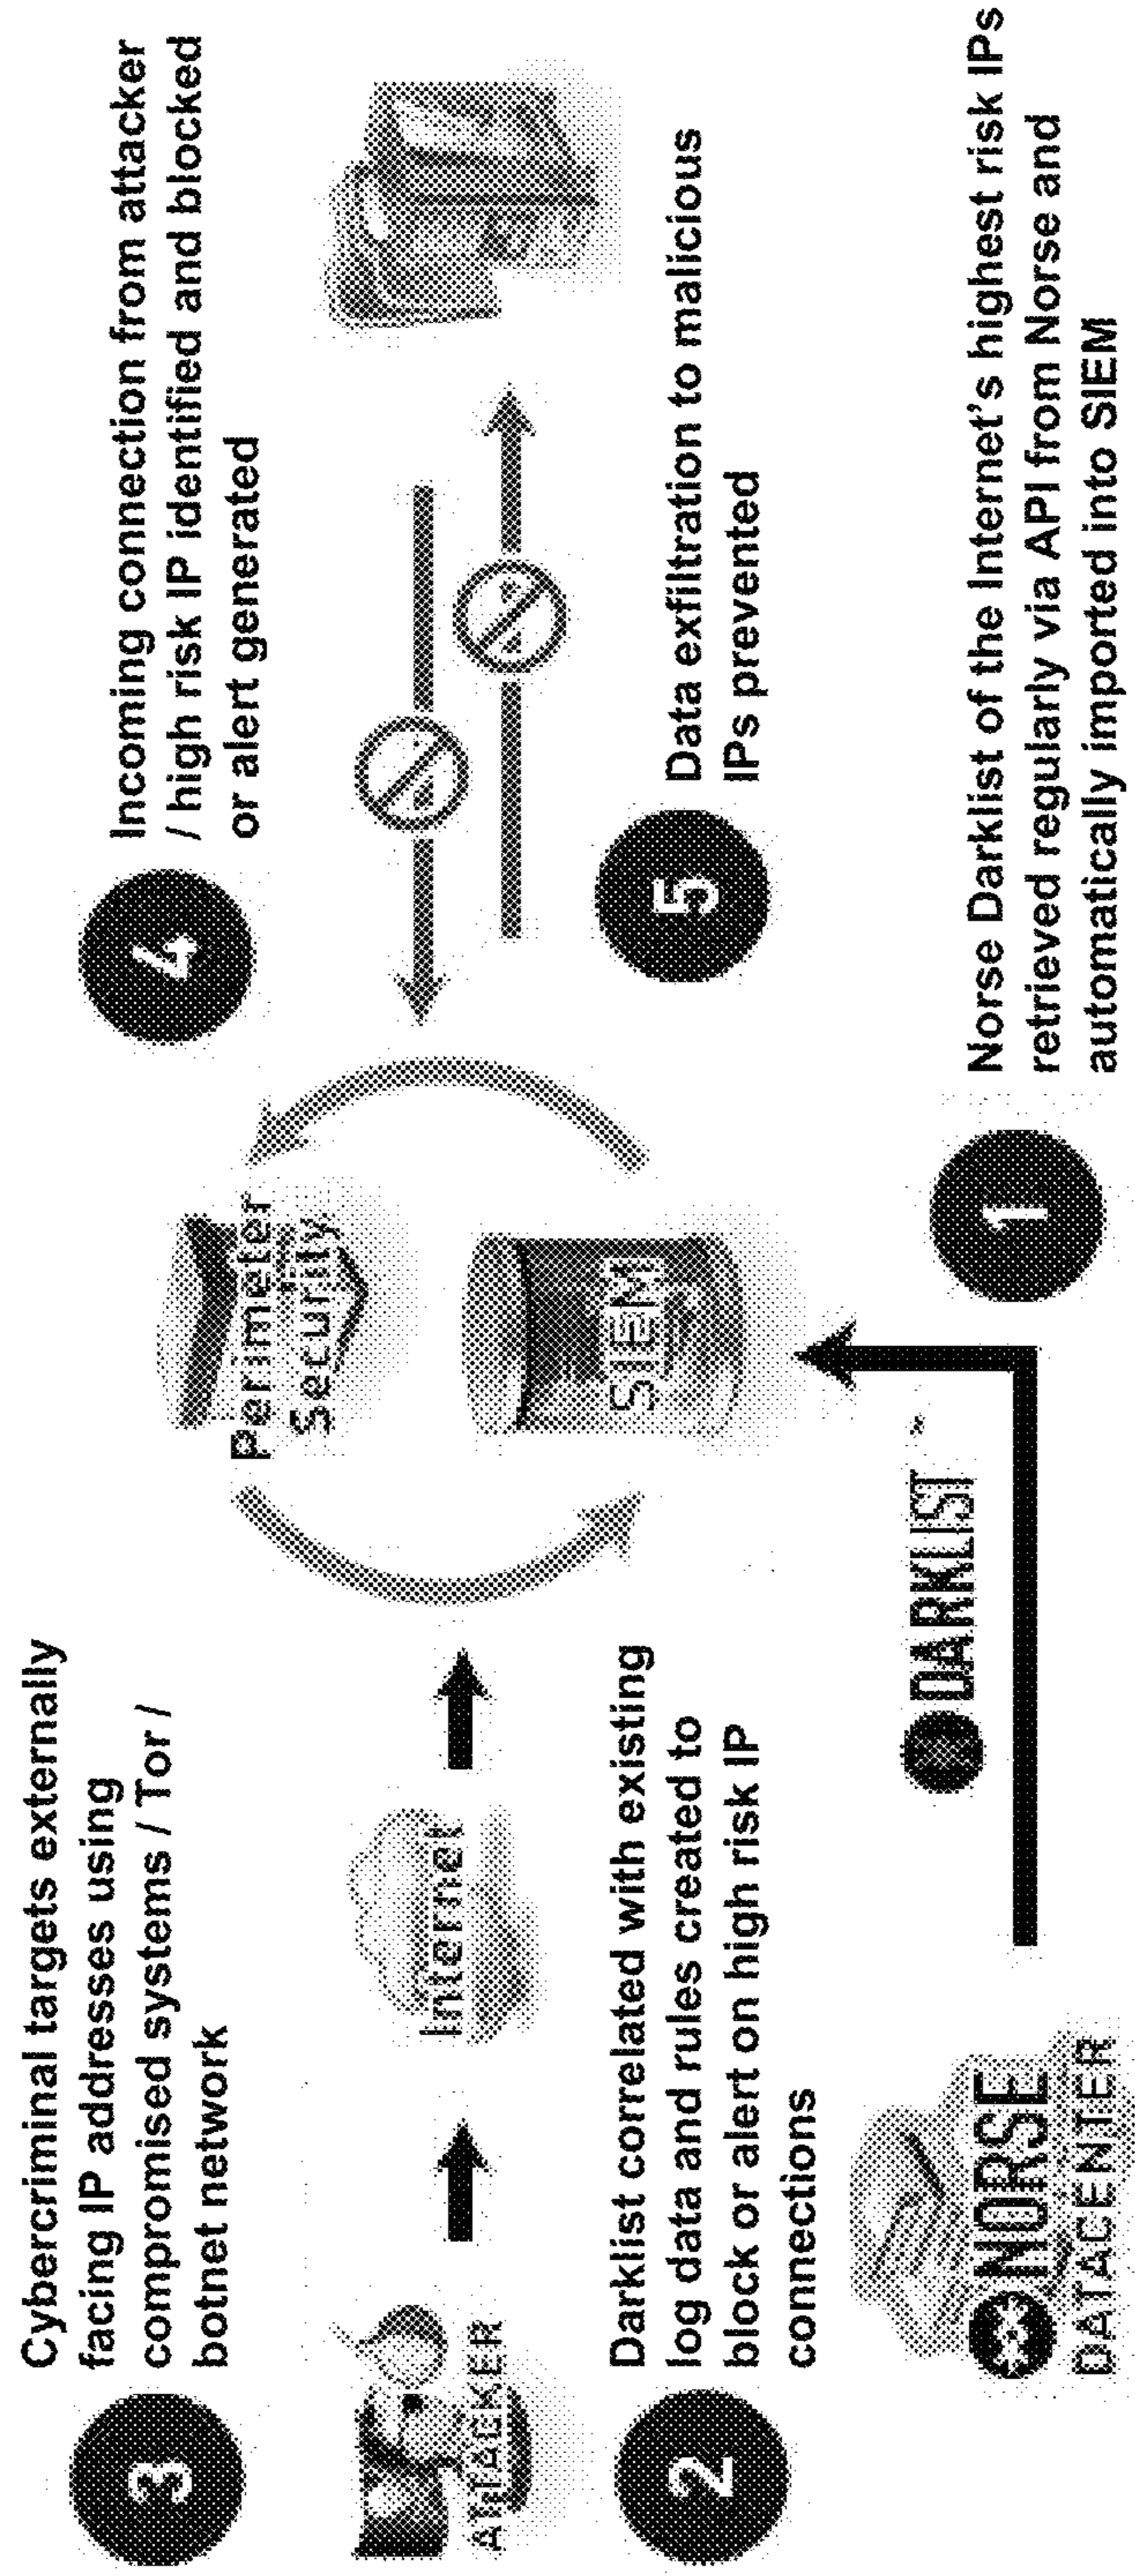 3
Cybercriminal targets externally
facing IP addresses using
compromised systems / Tor /
botnet network
4
Incoming connection from attacker
/ high risk IP identified and blocked
or alert generated
ATTACKER
Internet
Perimeter
Security
SIEM
2
Darklist correlated with existing
log data and rules created to
block or alert on high risk IP
connections
5
Data exfiltration to malicious
IPs prevented
NORSE
DATACENTER
DARKLIST
1
Norse Darklist of the Internet's highest risk IPs
retrieved regularly via API from Norse and
automatically imported into SIEM